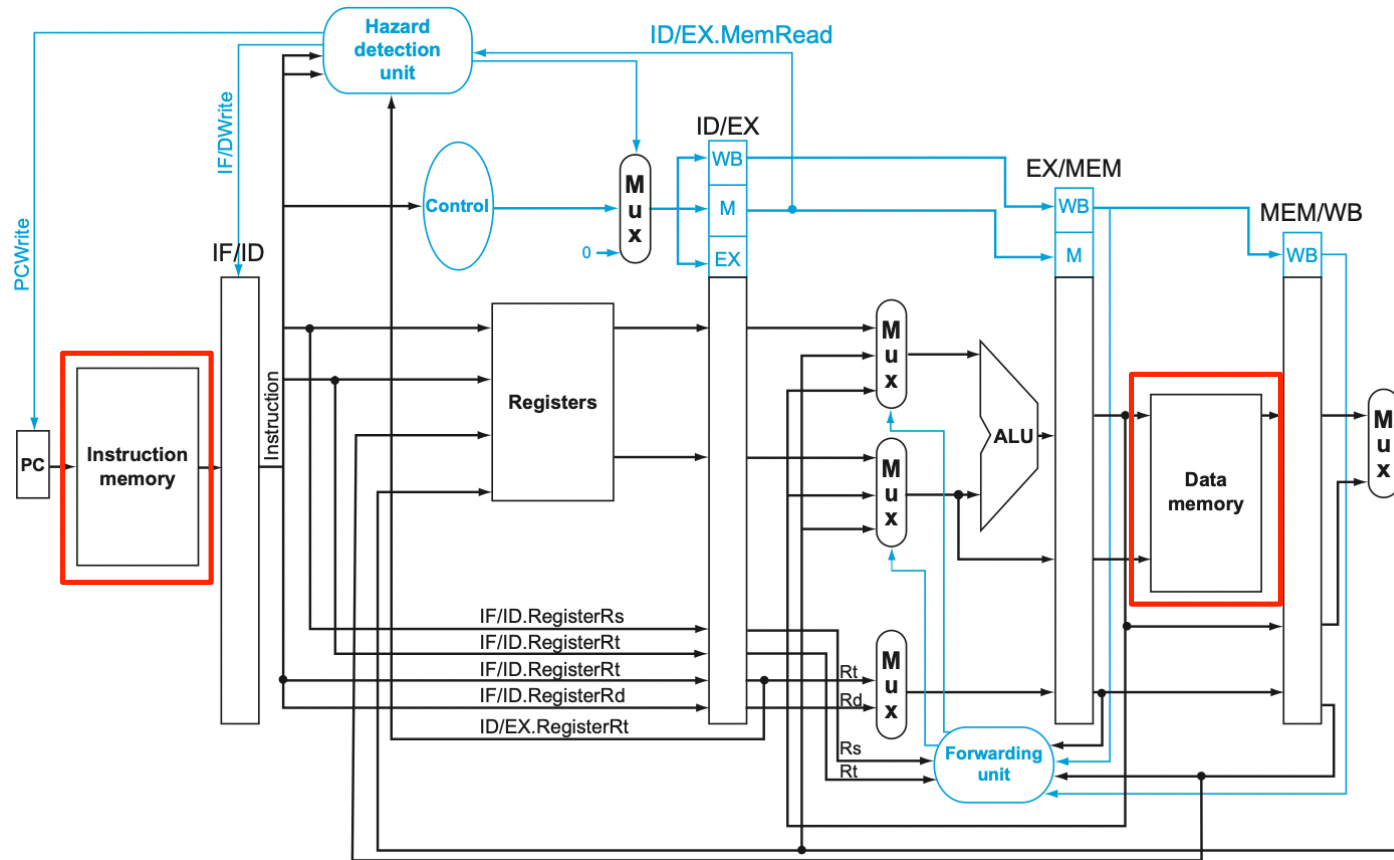 Hazard
detection
unit
ID/EX.MemRead
PCWrite
IF/DWrite
ID/EX
WB
M
EX
EX/MEM
WB
M
MEM/WB
WB
Control
0
M
u
x
IF/ID
PC
Instruction
memory
Instruction
Registers
M
u
x
M
u
x
ALU
Data
memory
M
u
x
IF/ID.RegisterRs
IF/ID.RegisterRt
IF/ID.RegisterRt
IF/ID.RegisterRd
ID/EX.RegisterRt
Rt
Rd
M
u
x
Rs
Rt
Forwarding
unit